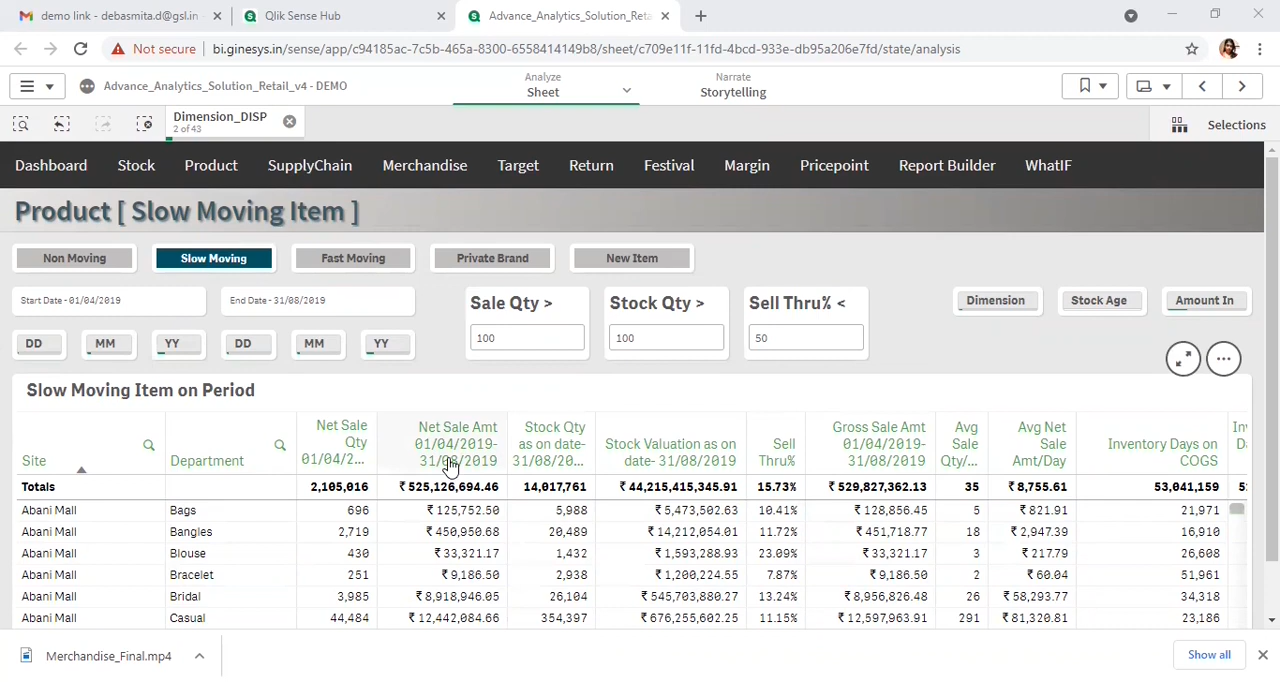 demo link - debasmita.d@gsl.in - Qlik Sense Hub Advance_Analytics_Solution_Reta
Not secure bi.ginesys.in/sense/app/c94185ac-7c5b-465a-8300-6598414149b8/sheet/c709e11f-11fd-4bcd-933e-db95a206e7fd/state/analysis
Advance_Analytics_Solution_Retail_v4 - DEMO
Analyze
Sheet
Narrate
Storytelling
Dimension_DISP
2 of 43
Selections
Dashboard Stock Product SupplyChain Merchandise Target Return Festival Margin Pricepoint Report Builder WhatIF
Product [ Slow Moving Item ]
Non Moving Slow Moving Fast Moving Private Brand New Item
Start Date - 01/04/2019 End Date - 31/08/2019
Sale Qty > Stock Qty > Sell Thru% <
100 100 50
Dimension Stock Age Amount In
DD MM YY DD MM YY
Slow Moving Item on Period
Site
Department
Net Sale
Qty
01/04/2...
Net Sale Amt
01/04/2019-
31/08/2019
Stock Qty
as on date-
31/08/20...
Stock Valuation as on
date- 31/08/2019
Sell
Thru%
Gross Sale Amt
01/04/2019-
31/08/2019
Avg
Sale
Qty/...
Avg Net
Sale
Amt/Day
Inventory Days on
COGS
Totals 2,105,016 ₹ 525,126,694.46 14,017,761 ₹ 44,215,415,345.91 15.73% ₹ 529,827,362.13 35 ₹ 8,755.61 53,041,159
Abani Mall Bags 696 ₹ 125,752.50 5,988 ₹ 5,473,502.63 10.41% ₹ 128,856.45 5 ₹ 821.91 21,971
Abani Mall Bangles 2,719 ₹ 450,950.68 20,489 ₹ 14,212,054.01 11.72% ₹ 451,718.77 18 ₹ 2,947.39 16,910
Abani Mall Blouse 430 ₹ 33,321.17 1,432 ₹ 1,593,288.93 23.09% ₹ 33,321.17 3 ₹ 217.79 26,608
Abani Mall Bracelet 251 ₹ 9,186.50 2,938 ₹ 1,200,224.55 7.87% ₹ 9,186.50 2 ₹ 60.04 51,961
Abani Mall Bridal 3,985 ₹ 8,918,946.05 26,104 ₹ 545,703,880.27 13.24% ₹ 8,956,826.48 26 ₹ 58,293.77 34,318
Abani Mall Casual 44,484 ₹ 12,442,084.66 354,397 ₹ 676,255,602.25 11.15% ₹ 12,597,963.91 291 ₹ 81,320.81 23,186
Merchandise_Final.mp4
Show all